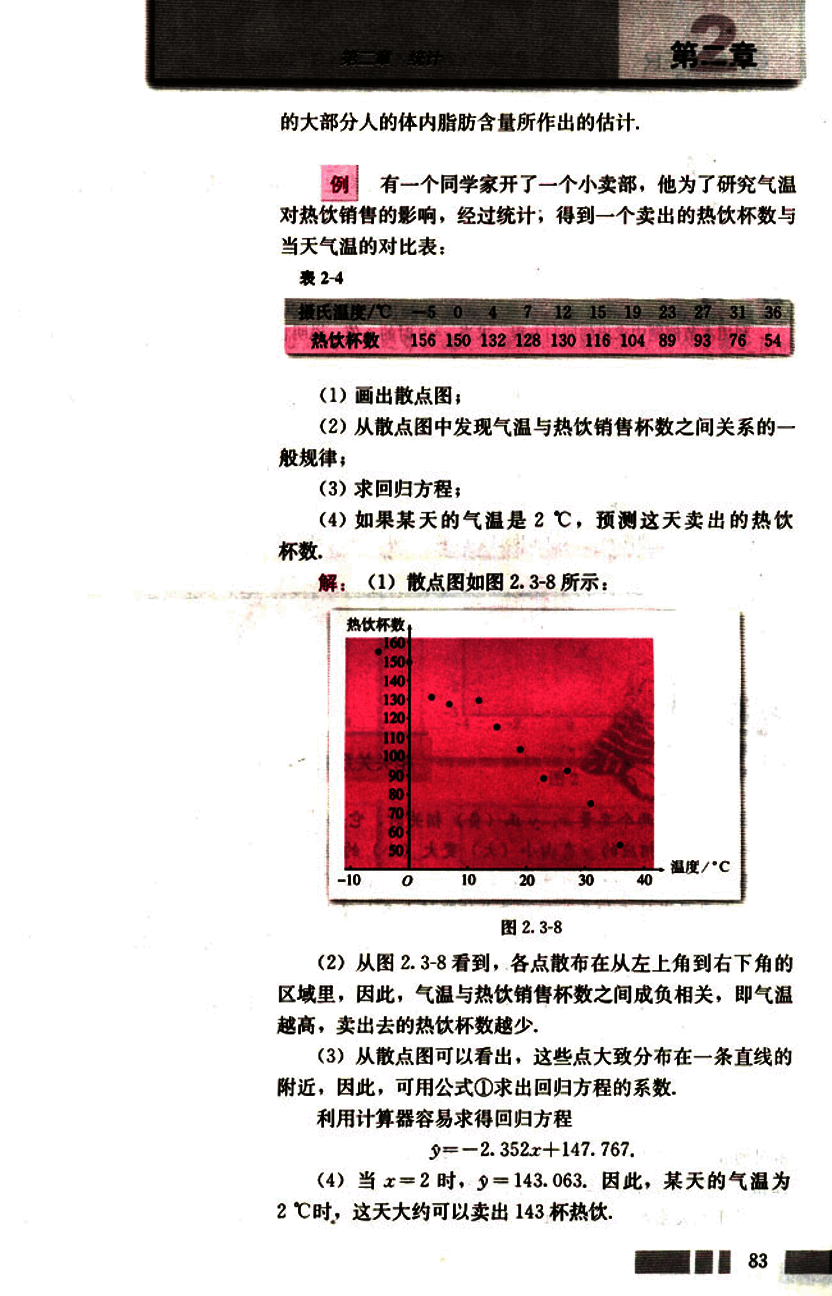 第二章 统计
第二章
的大部分人的体内脂肪含量所作出的估计.
例 有一个同学家开了一个小卖部，他为了研究气温
对热饮销售的影响，经过统计；得到一个卖出的热饮杯数与
当天气温的对比表：
表 2-4
摄氏温度/℃ －5 0 4 7 12 15 19 23 27 31 36
热饮杯数 156 150 132 128 130 116 104 89 93 76 54
（1）画出散点图；
（2）从散点图中发现气温与热饮销售杯数之间关系的一
般规律；
（3）求回归方程；
（4）如果某天的气温是 2 ℃，预测这天卖出的热饮
杯数.
解：（1）散点图如图 2.3-8 所示：
热饮杯数
160
150
140
130
120
110
100
90
80
70
60
50
-10 O 10 20 30 40 温度/°C
图 2.3-8
（2）从图 2.3-8 看到，各点散布在从左上角到右下角的
区域里，因此，气温与热饮销售杯数之间成负相关，即气温
越高，卖出去的热饮杯数越少.
（3）从散点图可以看出，这些点大致分布在一条直线的
附近，因此，可用公式①求出回归方程的系数.
利用计算器容易求得回归方程
ŷ=－2.352x+147.767.
（4）当 x=2 时，ŷ=143.063. 因此，某天的气温为
2 ℃时，这天大约可以卖出 143 杯热饮.
83